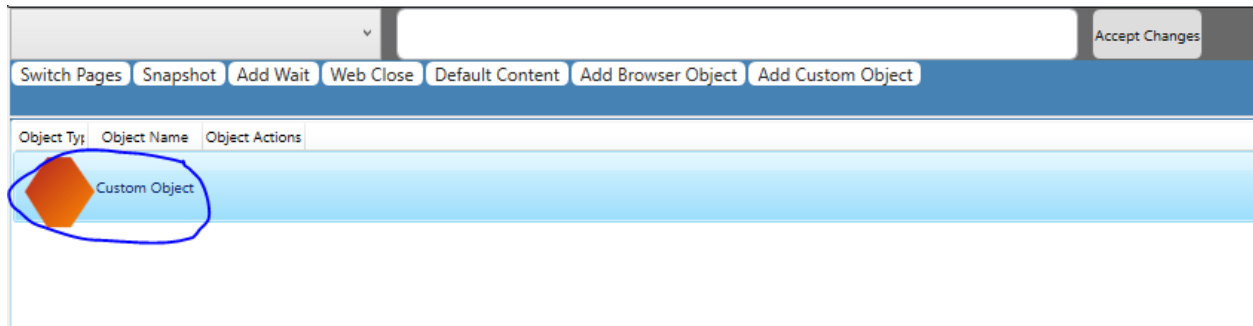 Accept Changes
Switch Pages Snapshot Add Wait Web Close Default Content Add Browser Object Add Custom Object
Object Typ Object Name Object Actions
Custom Object